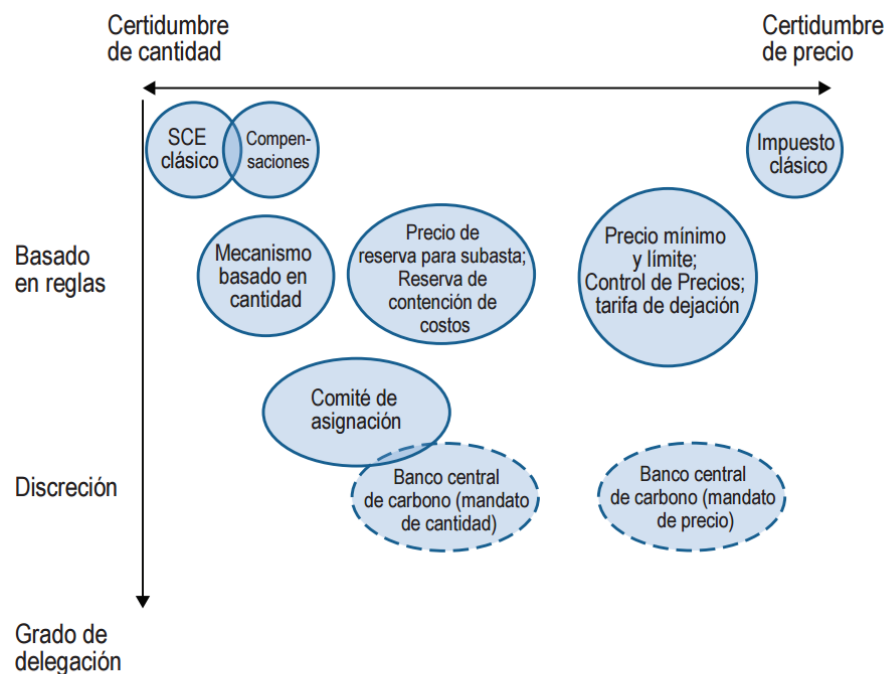 Certidumbre
de cantidad
Certidumbre
de precio
SCE
clásico
Compen-
saciones
Impuesto
clásico
Basado
en reglas
Mecanismo
basado en
cantidad
Precio de
reserva para subasta;
Reserva de
contención de
costos
Precio mínimo
y límite;
Control de Precios;
tarifa de dejación
Comité de
asignación
Discreción
Banco central
de carbono (mandato
de cantidad)
Banco central
de carbono (mandato
de precio)
Grado de
delegación